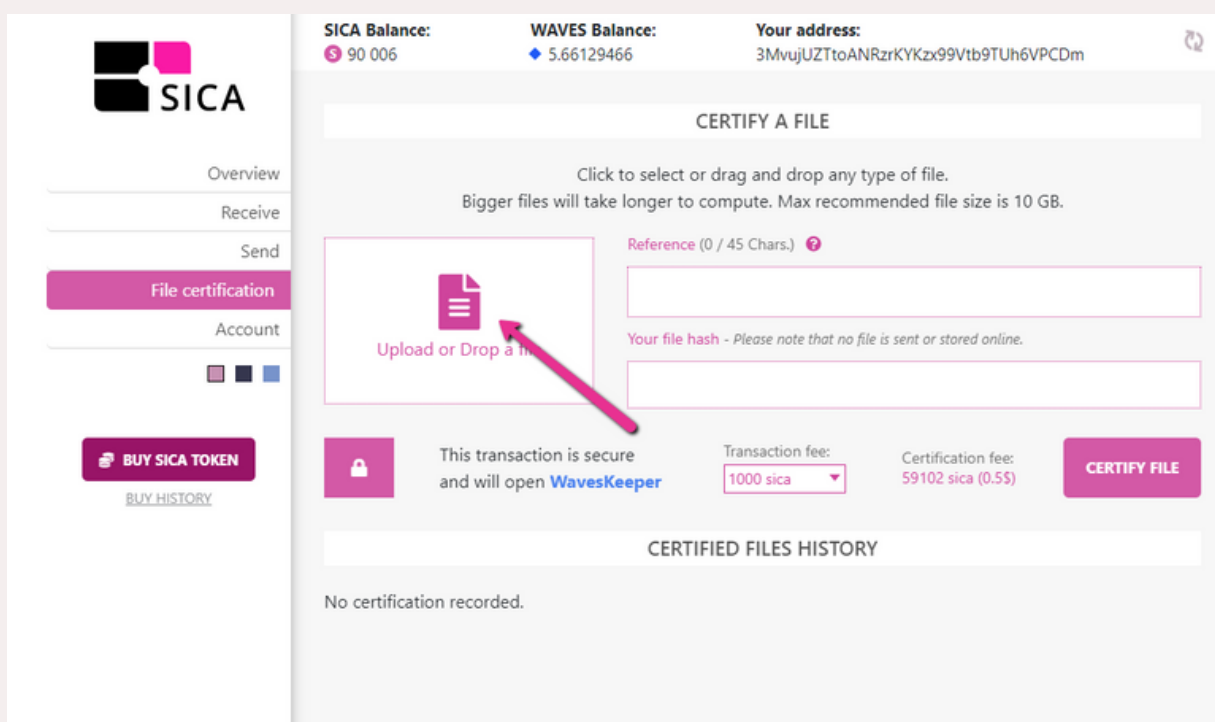 SICA
Overview
Receive
Send
File certification
Account
BUY SICA TOKEN
BUY HISTORY
SICA Balance:
S 90 006
WAVES Balance:
5.66129466
Your address:
3MvujUZTtoANRzrKYKzx99Vtb9TUh6VPCDm
CERTIFY A FILE
Click to select or drag and drop any type of file.
Bigger files will take longer to compute. Max recommended file size is 10 GB.
Upload or Drop a
Reference (0 / 45 Chars.) ?
Your file hash - Please note that no file is sent or stored online.
This transaction is secure
and will open WavesKeeper
Transaction fee:
1000 sica
Certification fee:
59102 sica (0.5$)
CERTIFY FILE
CERTIFIED FILES HISTORY
No certification recorded.